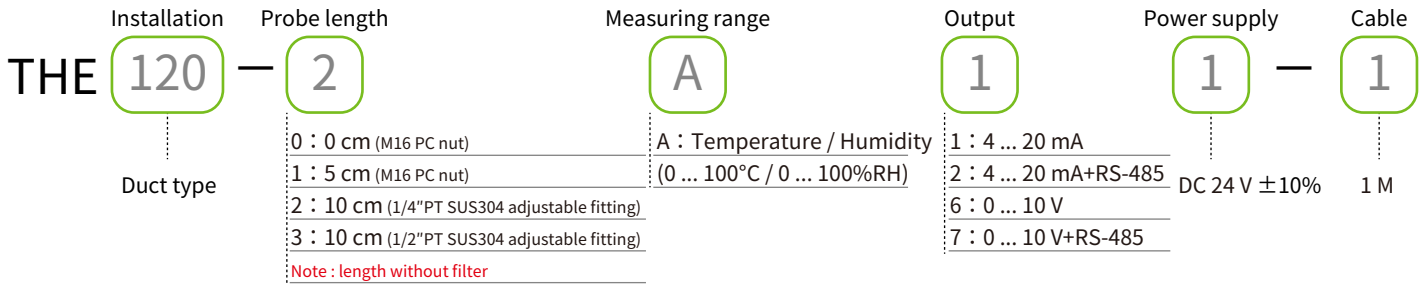 Installation Probe length Measuring range Output Power supply Cable
THE 120 — 2 A 1 1 — 1
Duct type
0：0 cm (M16 PC nut)
1：5 cm (M16 PC nut)
2：10 cm (1/4"PT SUS304 adjustable fitting)
3：10 cm (1/2"PT SUS304 adjustable fitting)
Note : length without filter
A：Temperature / Humidity
(0 ... 100°C / 0 ... 100%RH)
1：4 ... 20 mA
2：4 ... 20 mA+RS-485
6：0 ... 10 V
7：0 ... 10 V+RS-485
DC 24 V ±10%
1 M